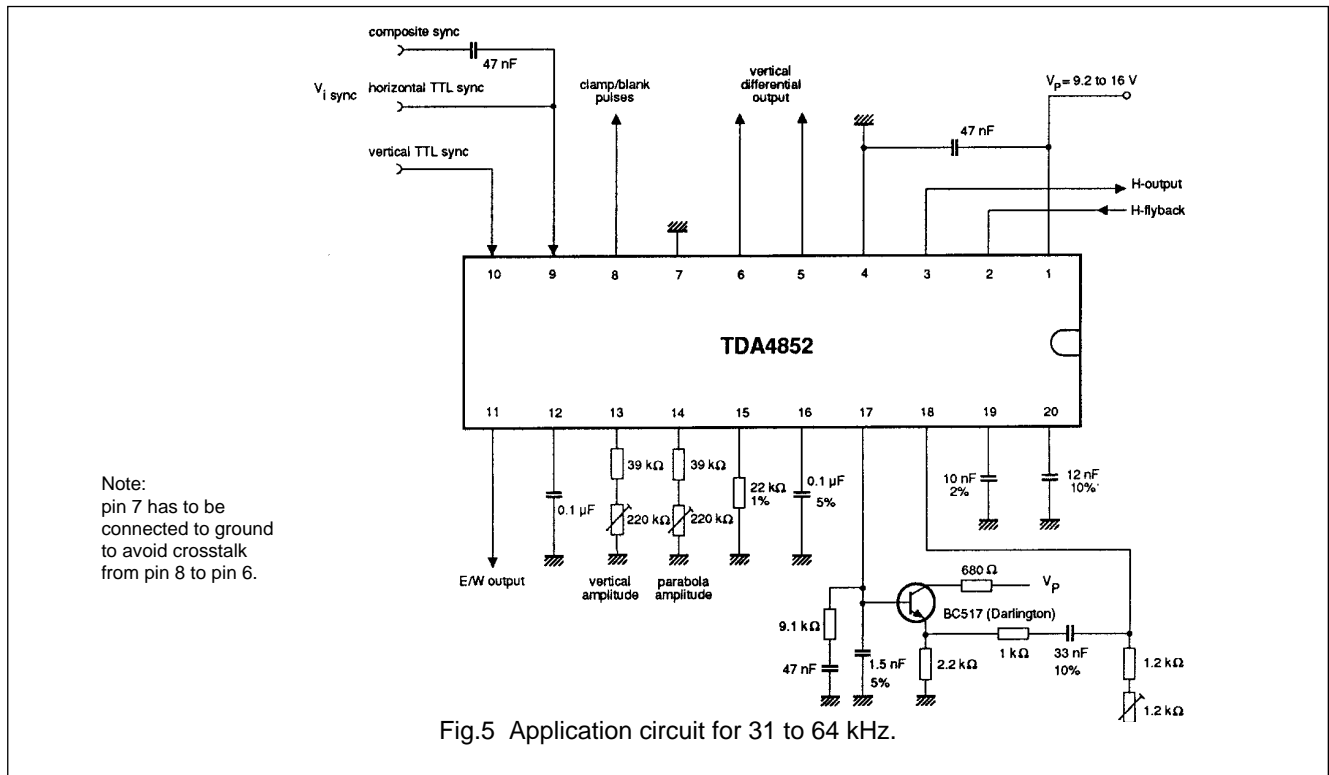 composite sync
47 nF
V i sync
horizontal TTL sync
vertical TTL sync
clamp/blank
pulses
vertical
differential
output
VP = 9.2 to 16 V
47 nF
H-output
H-flyback
10 9 8 7 6 5 4 3 2 1
TDA4852
11 12 13 14 15 16 17 18 19 20
Note:
pin 7 has to be
connected to ground
to avoid crosstalk
from pin 8 to pin 6.
E/W output
0.1 µF
39 kΩ
220 kΩ
vertical
amplitude
39 kΩ
220 kΩ
parabola
amplitude
22 kΩ
1%
0.1 µF
5%
10 nF
2%
12 nF
10%
680 Ω
VP
BC517 (Darlington)
9.1 kΩ
47 nF
1.5 nF
5%
2.2 kΩ
1 kΩ
33 nF
10%
1.2 kΩ
1.2 kΩ
Fig.5 Application circuit for 31 to 64 kHz.